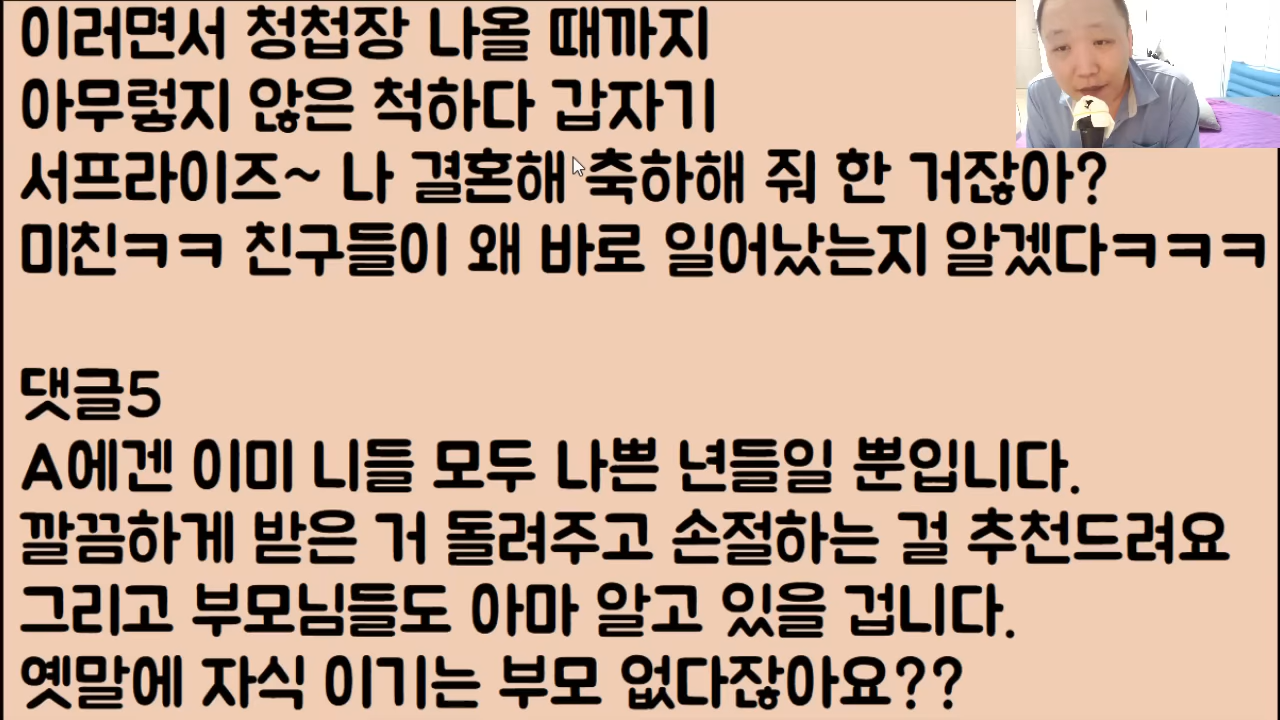 이러면서 청첩장 나올 때까지
아무렇지 않은 척하다 갑자기
서프라이즈~ 나 결혼해 축하해 줘 한 거잖아?
미친ㅋㅋ 친구들이 왜 바로 일어났는지 알겠다ㅋㅋㅋ
댓글5
A에겐 이미 니들 모두 나쁜 년들일 뿐입니다.
깔끔하게 받은 거 돌려주고 손절하는 걸 추천드려요
그리고 부모님들도 아마 알고 있을 겁니다.
옛말에 자식 이기는 부모 없다잖아요??